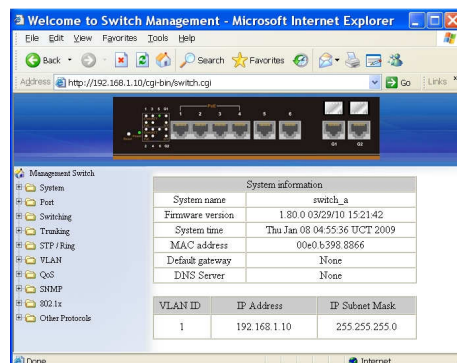 Welcome to Switch Management - Microsoft Internet Explorer
File Edit View Favorites Tools Help
Back Search Favorites
Address http://192.168.1.10/cgi-bin/switch.cgi Go Links
PoE
1 2 3 4 5 6
G1 G2
Management Switch
System
Port
Switching
Trunking
STP / Ring
VLAN
QoS
SNMP
802.1x
Other Protocols
System information
System name switch_a
Firmware version 1.80.0 03/29/10 15:21:42
System time Thu Jan 08 04:55:36 UCT 2009
MAC address 00e0.b398.8866
Default gateway None
DNS Server None
VLAN ID IP Address IP Subnet Mask
1 192.168.1.10 255.255.255.0
Done Internet